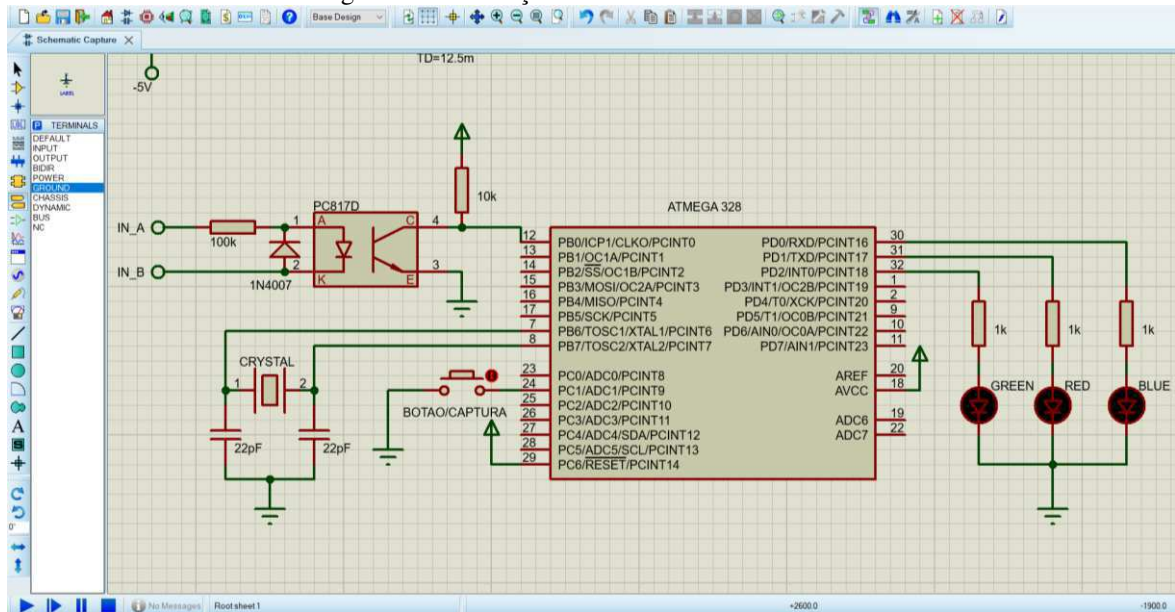 Base Design
Schematic Capture
TERMINALS
DEFAULT
INPUT
OUTPUT
BIDIR
POWER
GROUND
CHASSIS
DYNAMIC
BUS
NC
TD=12.5m
-5V
10k
PC817D
ATMEGA 328
IN_A
100k
1
A
C
4
IN_B
2
K
E
3
1N4007
12 PB0/ICP1/CLKO/PCINT0
13 PB1/OC1A/PCINT1
14 PB2/SS/OC1B/PCINT2
15 PB3/MOSI/OC2A/PCINT3
16 PB4/MISO/PCINT4
17 PB5/SCK/PCINT5
7 PB6/TOSC1/XTAL1/PCINT6
8 PB7/TOSC2/XTAL2/PCINT7
23 PC0/ADC0/PCINT8
24 PC1/ADC1/PCINT9
25 PC2/ADC2/PCINT10
26 PC3/ADC3/PCINT11
27 PC4/ADC4/SDA/PCINT12
28 PC5/ADC5/SCL/PCINT13
29 PC6/RESET/PCINT14
PD0/RXD/PCINT16 30
PD1/TXD/PCINT17 31
PD2/INT0/PCINT18 32
PD3/INT1/OC2B/PCINT19 1
PD4/T0/XCK/PCINT20 2
PD5/T1/OC0B/PCINT21 9
PD6/AIN0/OC0A/PCINT22 10
PD7/AIN1/PCINT23 11
AREF 20
AVCC 18
ADC6 19
ADC7 22
CRYSTAL
1 2
22pF 22pF
BOTAO/CAPTURA
1k 1k 1k
GREEN RED BLUE
No Messages
Root sheet 1
+2600.0
-1900.0